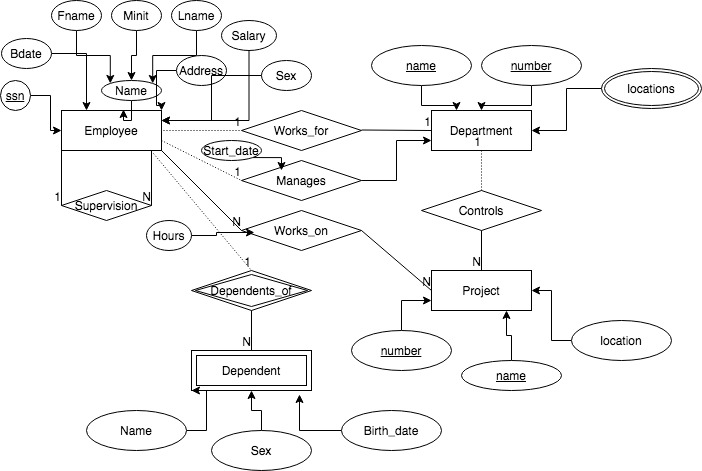 Fname
Minit
Lname
Salary
Bdate
Address
Sex
name
number
locations
ssn
Name
Employee
1
Works_for
1
Department
1
Start_date
1
Manages
1
N
Supervision
Controls
N
Works_on
Hours
1
N
N
Dependents_of
Project
N
number
location
Dependent
name
Name
Sex
Birth_date